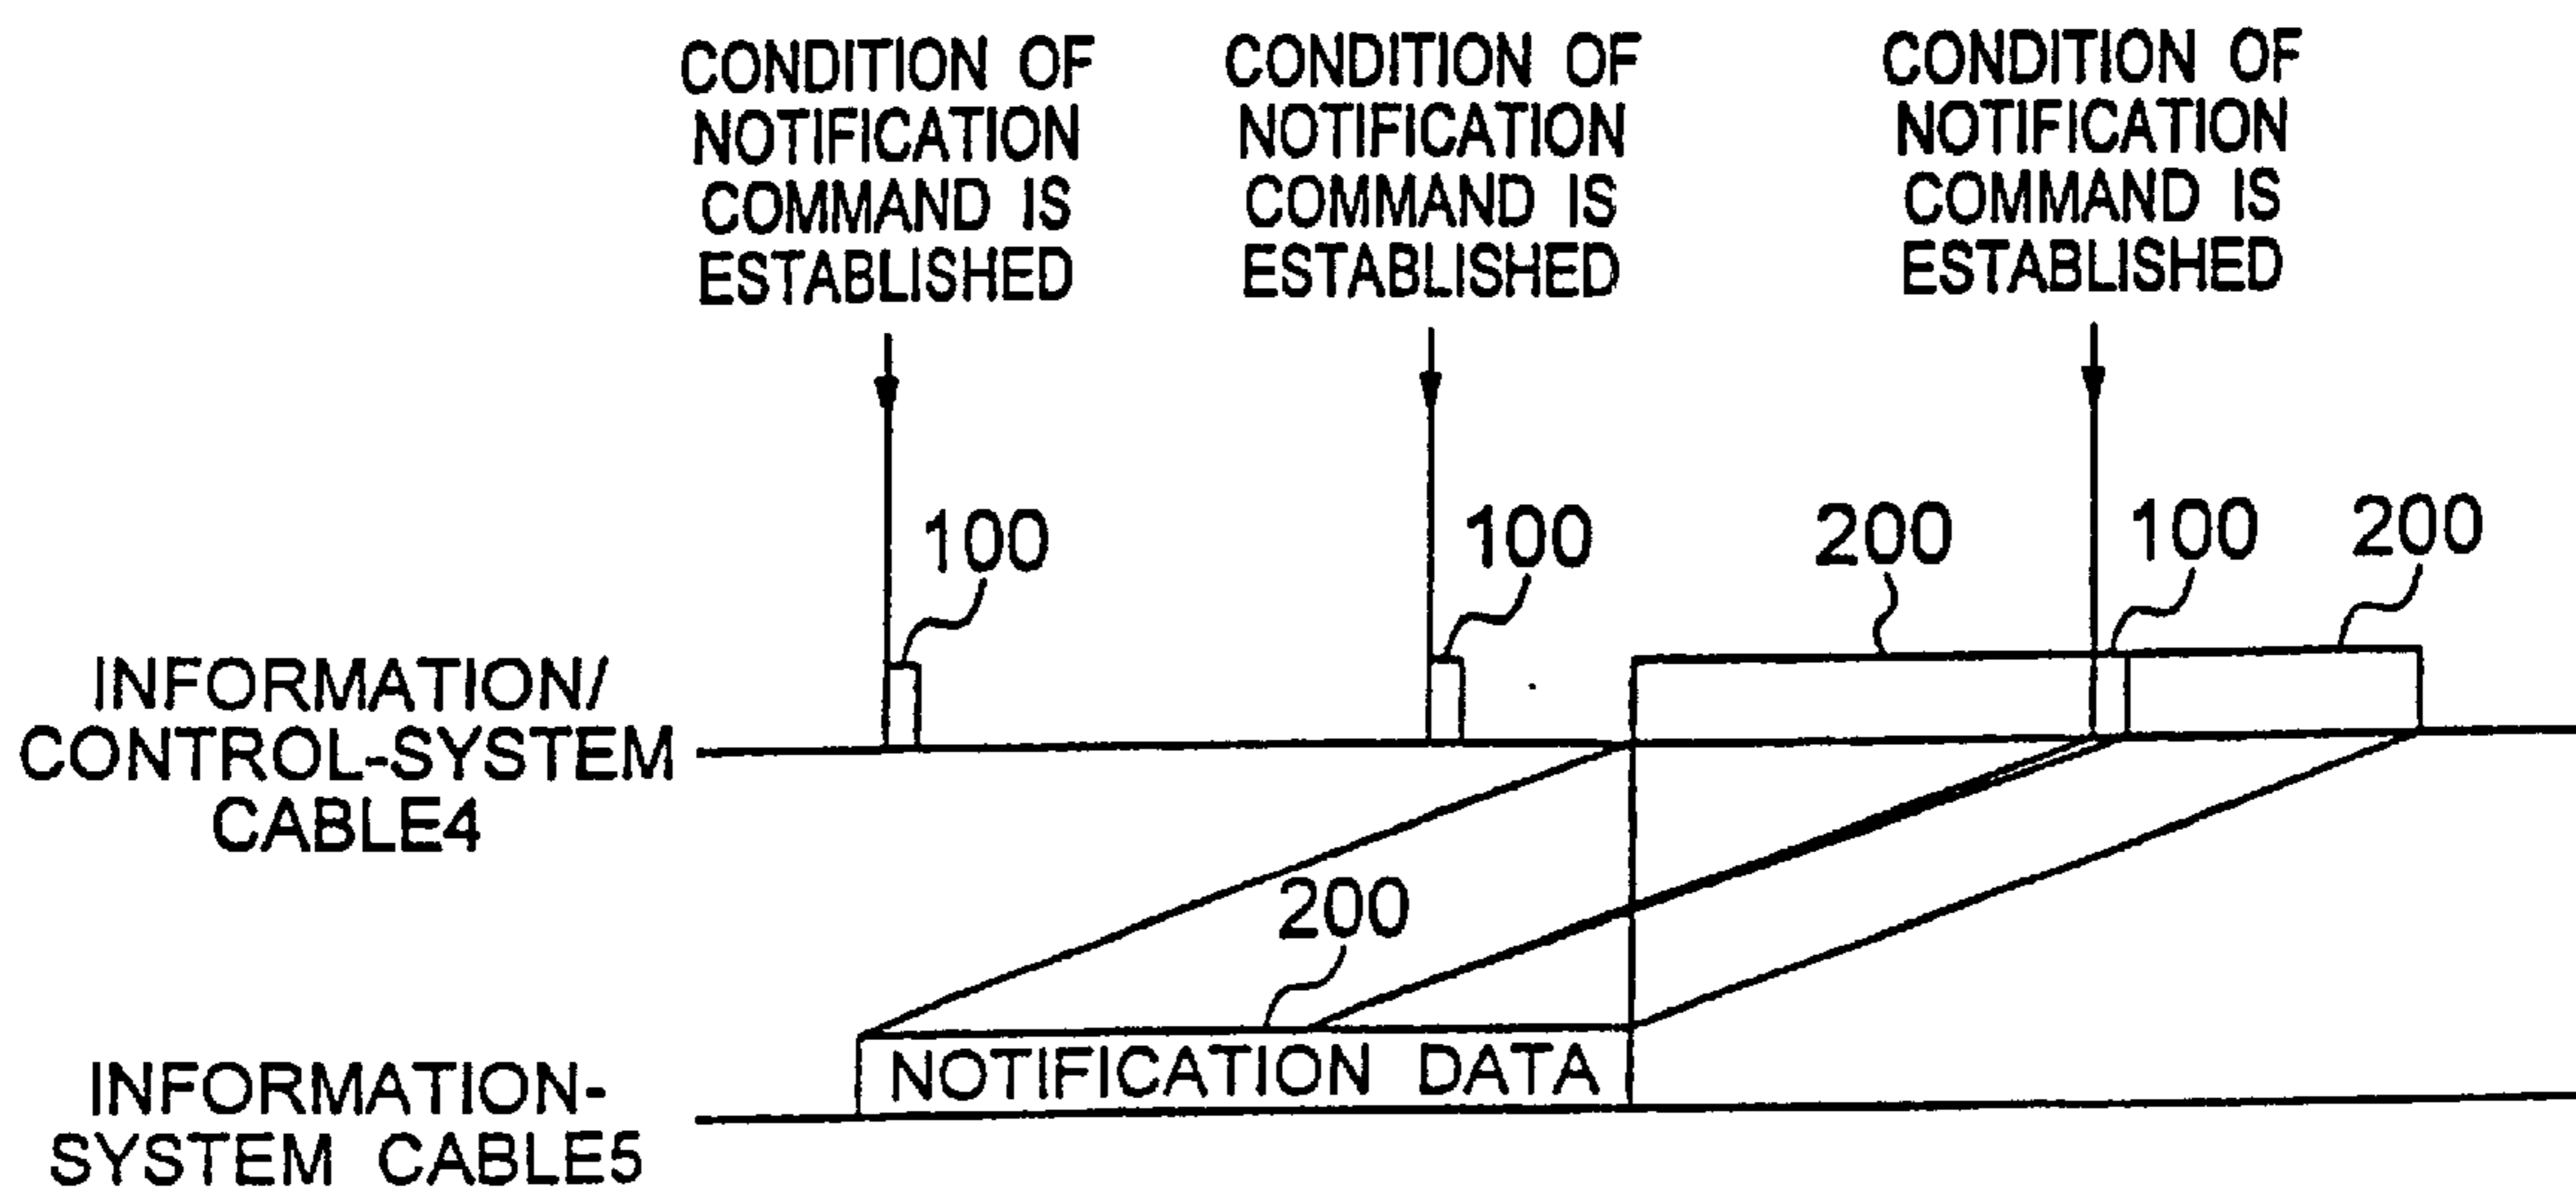 CONDITION OF
NOTIFICATION
COMMAND IS
ESTABLISHED
CONDITION OF
NOTIFICATION
COMMAND IS
ESTABLISHED
CONDITION OF
NOTIFICATION
COMMAND IS
ESTABLISHED
100
100
200
100
200
INFORMATION/
CONTROL-SYSTEM
CABLE4
200
NOTIFICATION DATA
INFORMATION-
SYSTEM CABLE5